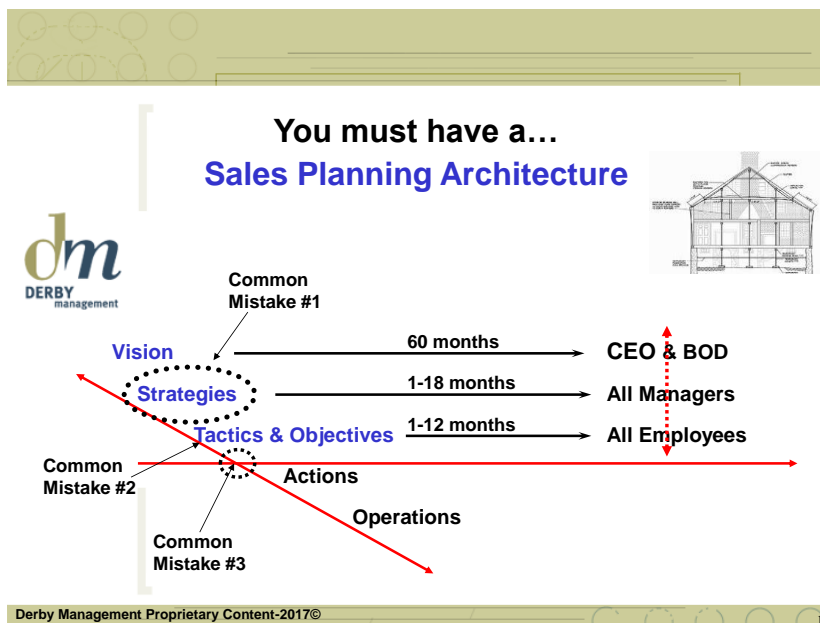 You must have a…
Sales Planning Architecture
dm
DERBY
management
Common
Mistake #1
Vision
60 months
CEO & BOD
Strategies
1-18 months
All Managers
Tactics & Objectives
1-12 months
All Employees
Common
Mistake #2
Actions
Operations
Common
Mistake #3
Derby Management Proprietary Content-2017©